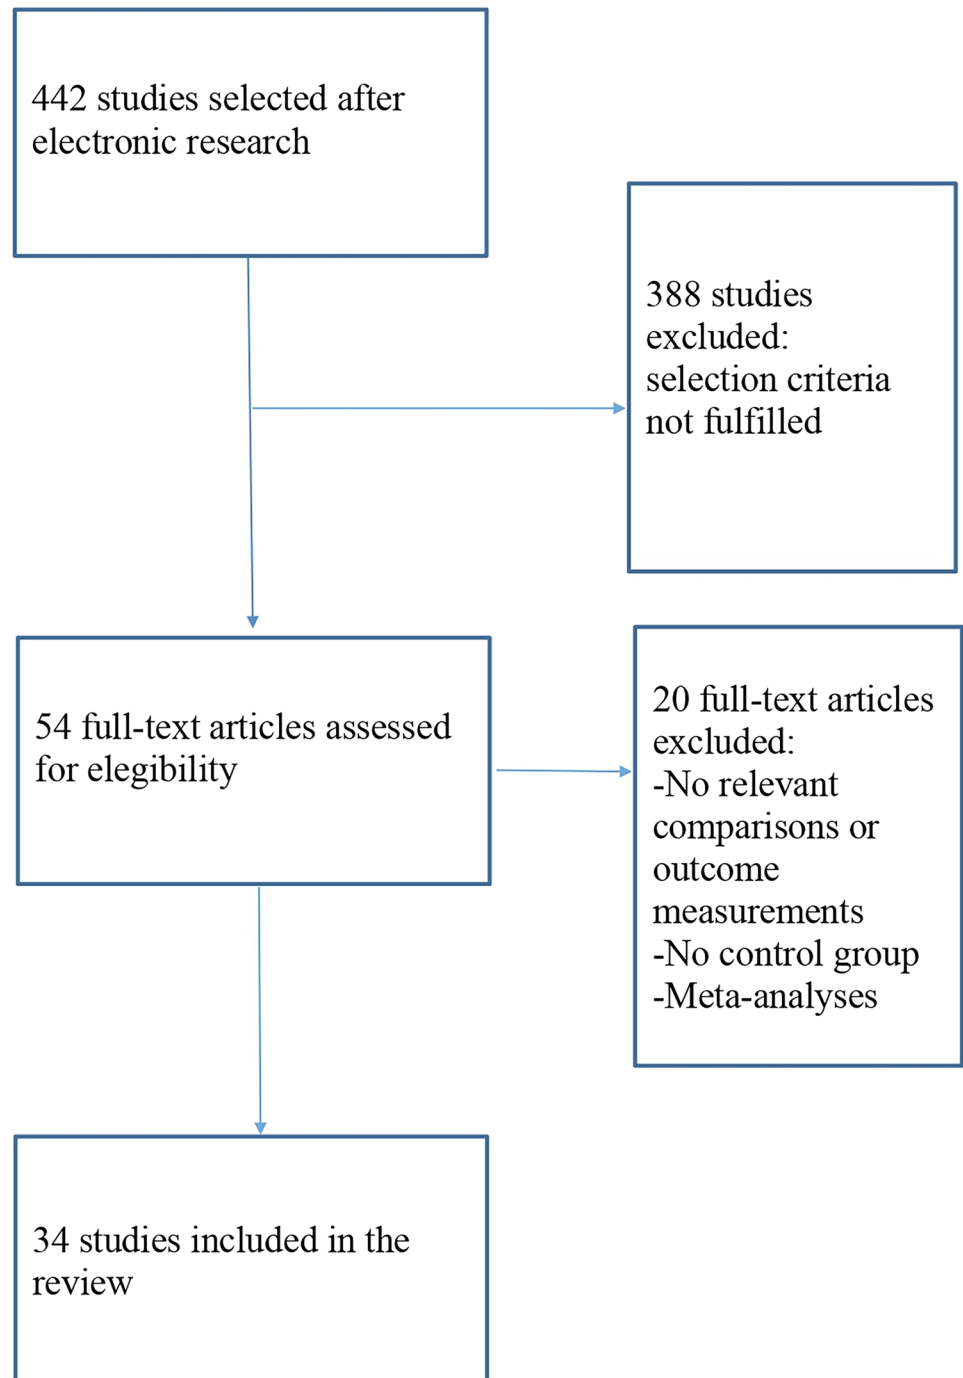 442 studies selected after
electronic research
388 studies
excluded:
selection criteria
not fulfilled
54 full-text articles assessed
for elegibility
20 full-text articles
excluded:
-No relevant
comparisons or
outcome
measurements
-No control group
-Meta-analyses
34 studies included in the
review